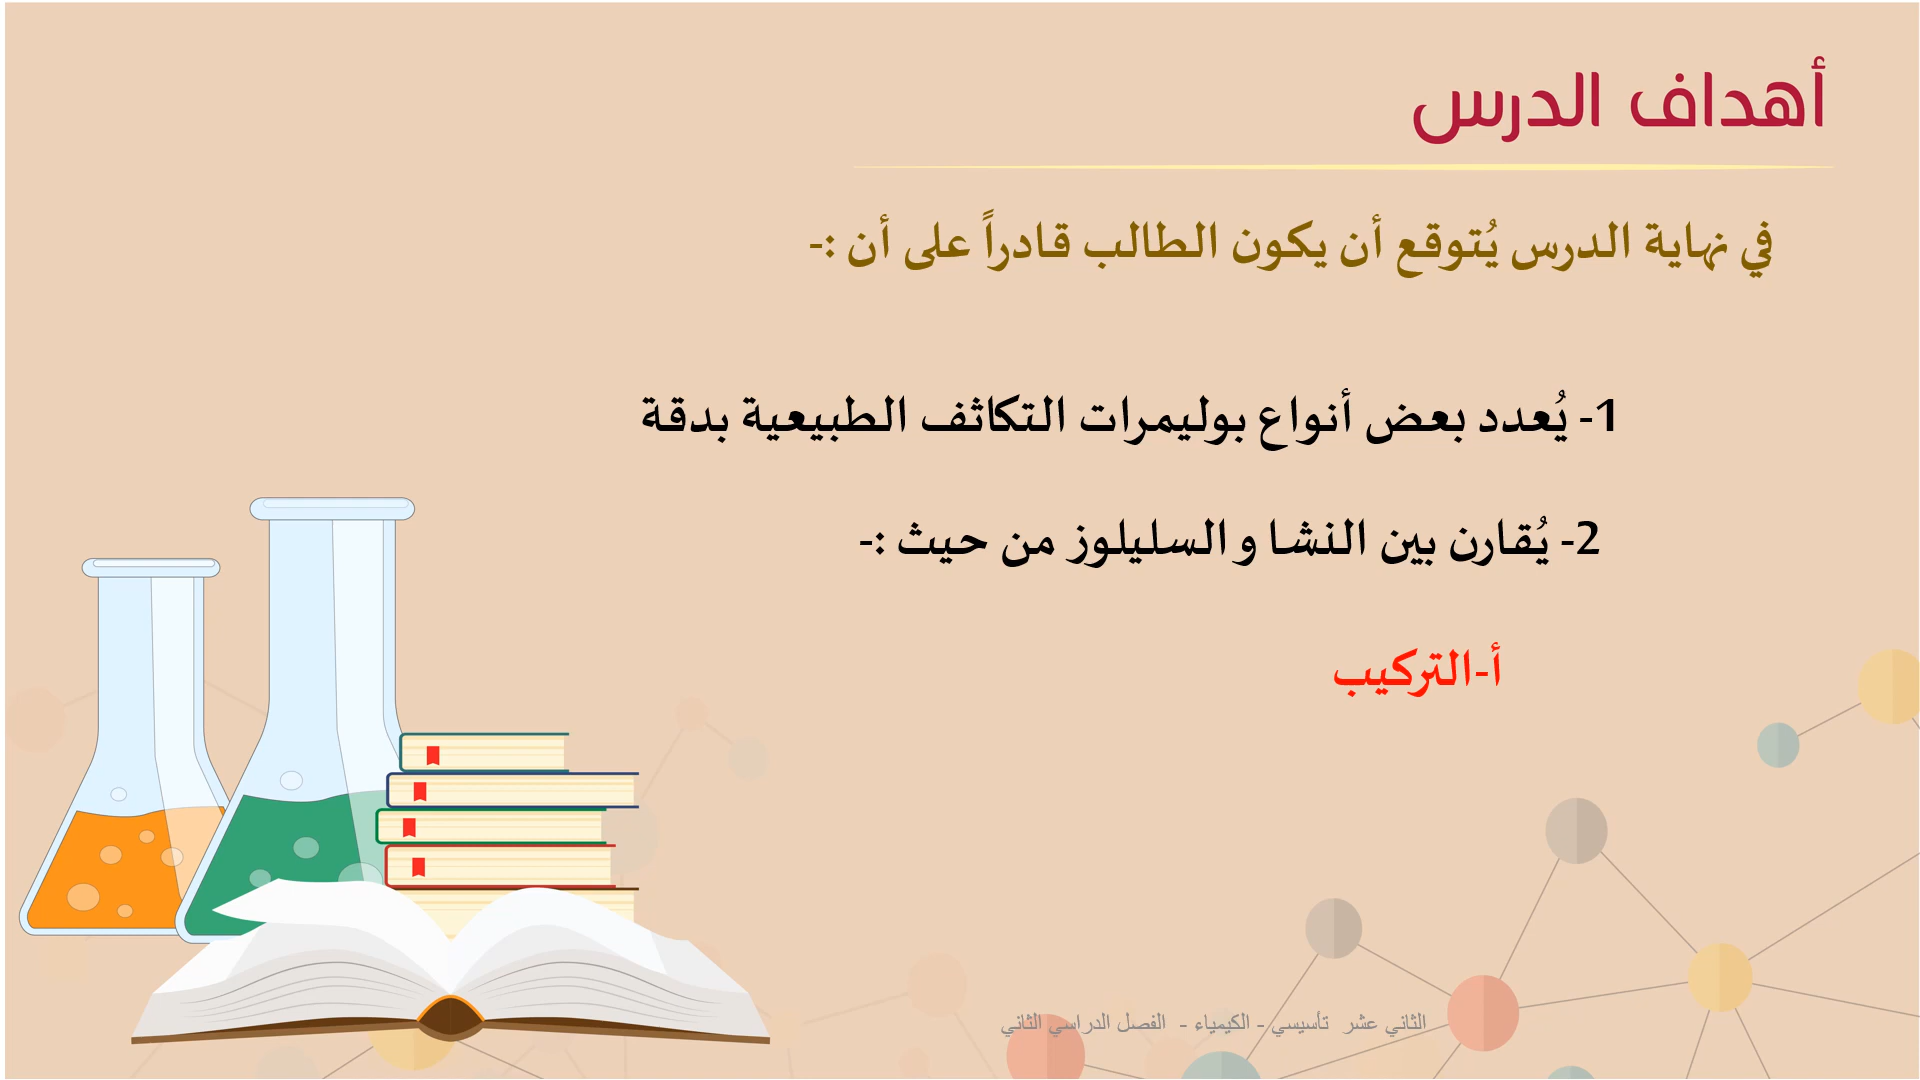 أهداف الدرس
في نهاية الدرس يُتوقع أن يكون الطالب قادراً على أن :-
1- يُعدد بعض أنواع بوليمرات التكاثف الطبيعية بدقة
2- يُقارن بين النشا و السليلوز من حيث :-
أ-التركيب
الثاني عشر تأسيسي - الكيمياء - الفصل الدراسي الثاني